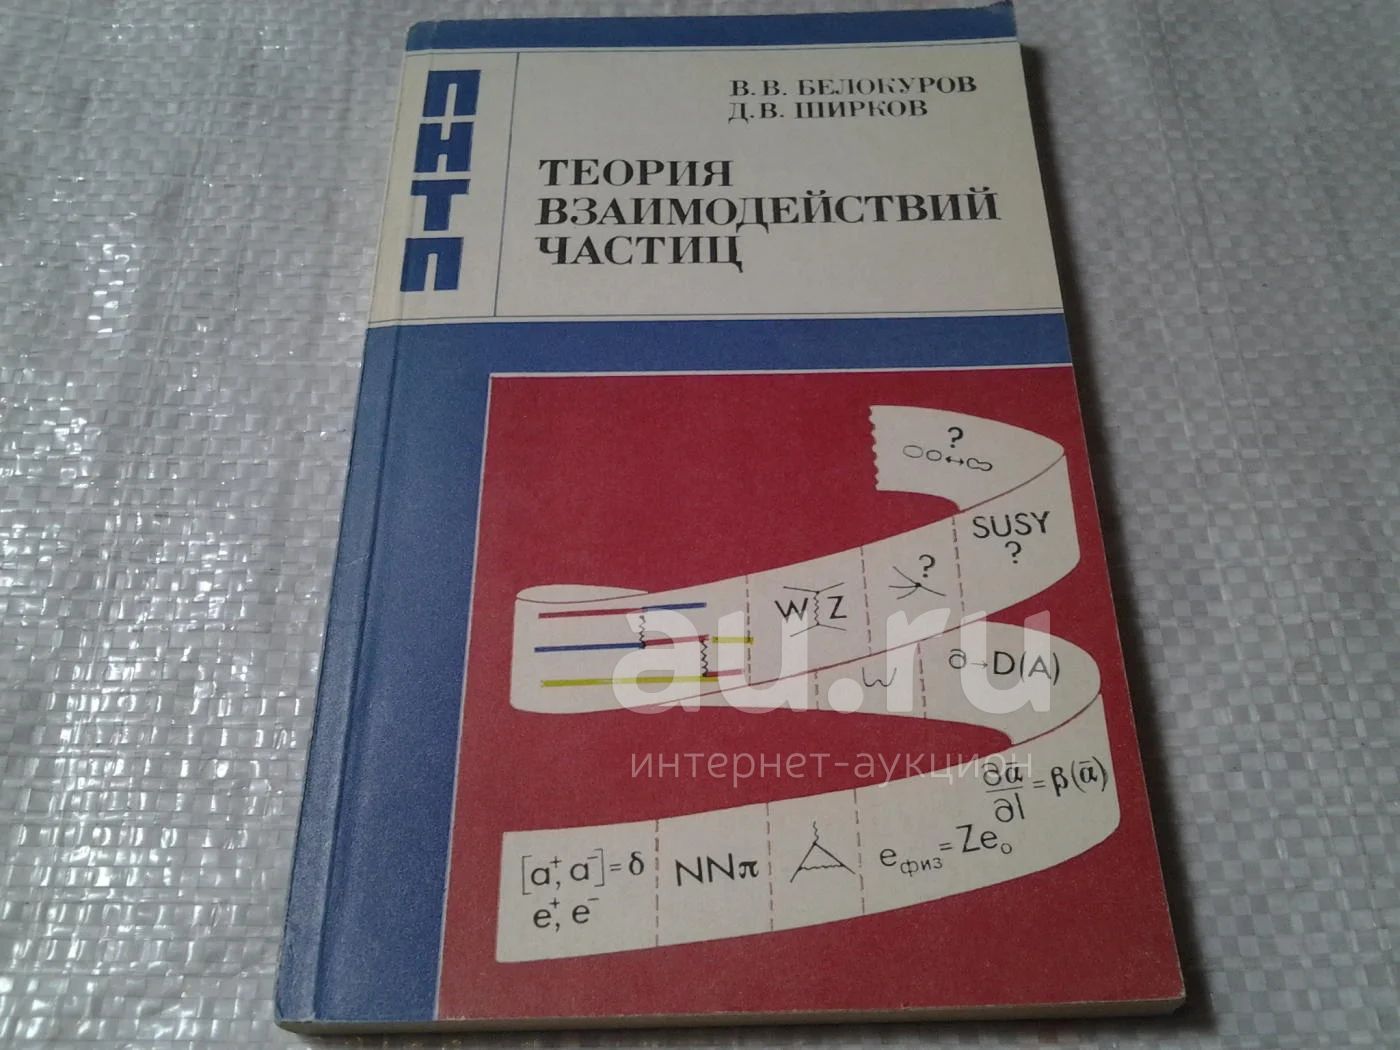 ПНТП
В. В. БЕЛОКУРОВ
Д. В. ШИРКОВ
ТЕОРИЯ
ВЗАИМОДЕЙСТВИЙ
ЧАСТИЦ
?
SUSY
?
?
W Z
W
∂→D(A)
au.ru
интернет-аукцион
∂ᾱ/∂l = β(ᾱ)
[a⁺, a⁻]=δ
e⁺, e⁻
NNπ
eфиз=Ze₀